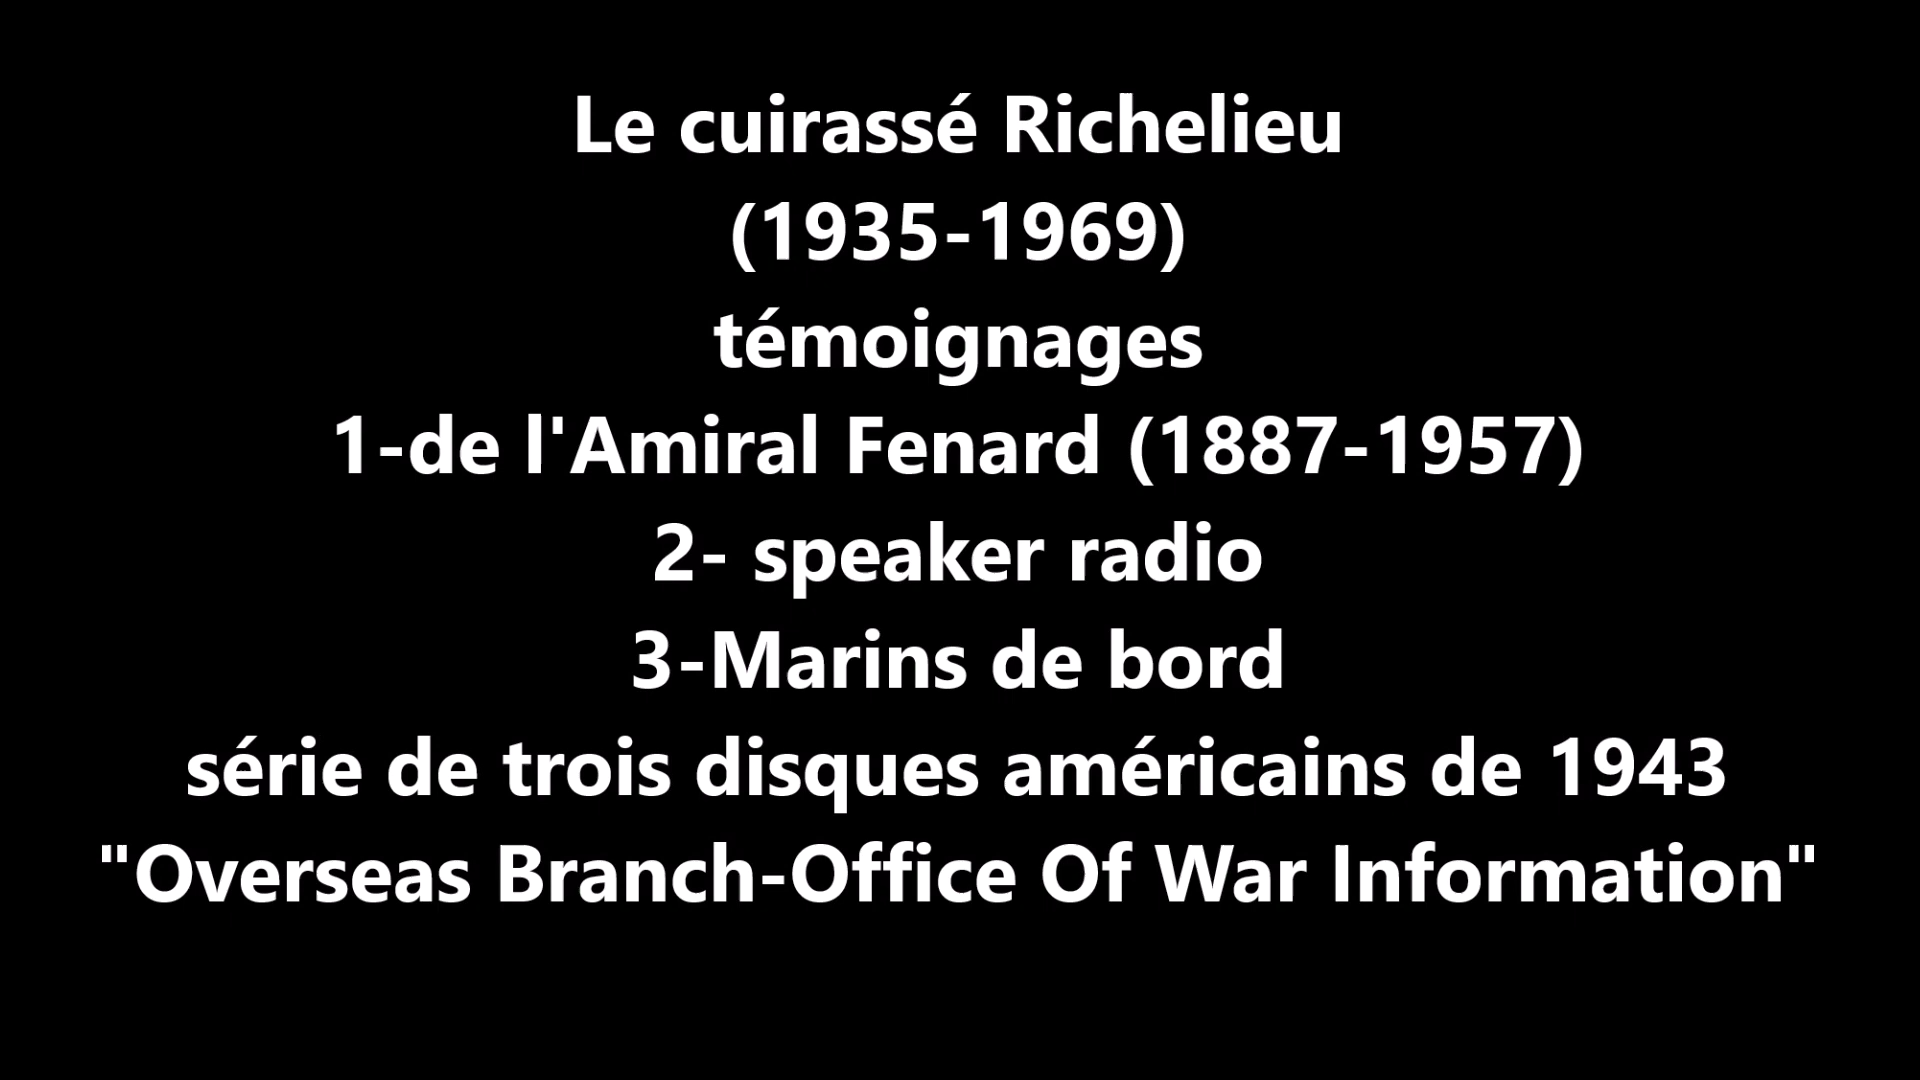 Le cuirassé Richelieu
(1935-1969)
témoignages
1-de l'Amiral Fenard (1887-1957)
2- speaker radio
3-Marins de bord
série de trois disques américains de 1943
"Overseas Branch-Office Of War Information"